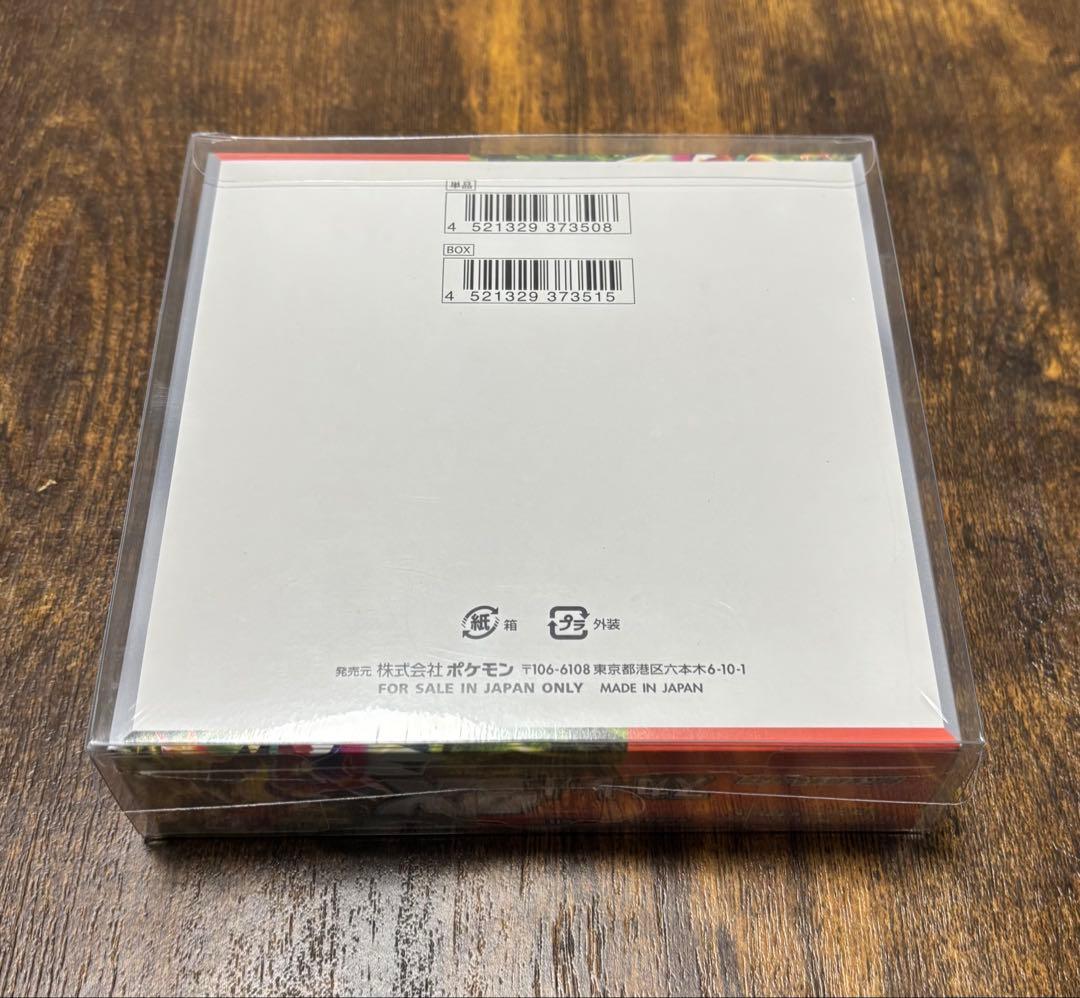 単品
4 521329 373508
BOX
4 521329 373515
紙 箱 プラ 外装
発売元 株式会社 ポケモン 〒106-6108 東京都港区六本木6-10-1
FOR SALE IN JAPAN ONLY MADE IN JAPAN